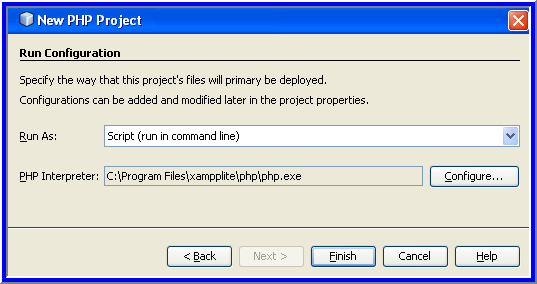 New PHP Project
Run Configuration
Specify the way that this project's files will primary be deployed.
Configurations can be added and modified later in the project properties.
Run As: Script (run in command line)
PHP Interpreter: C:\Program Files\xampplite\php\php.exe Configure...
< Back Next > Finish Cancel Help